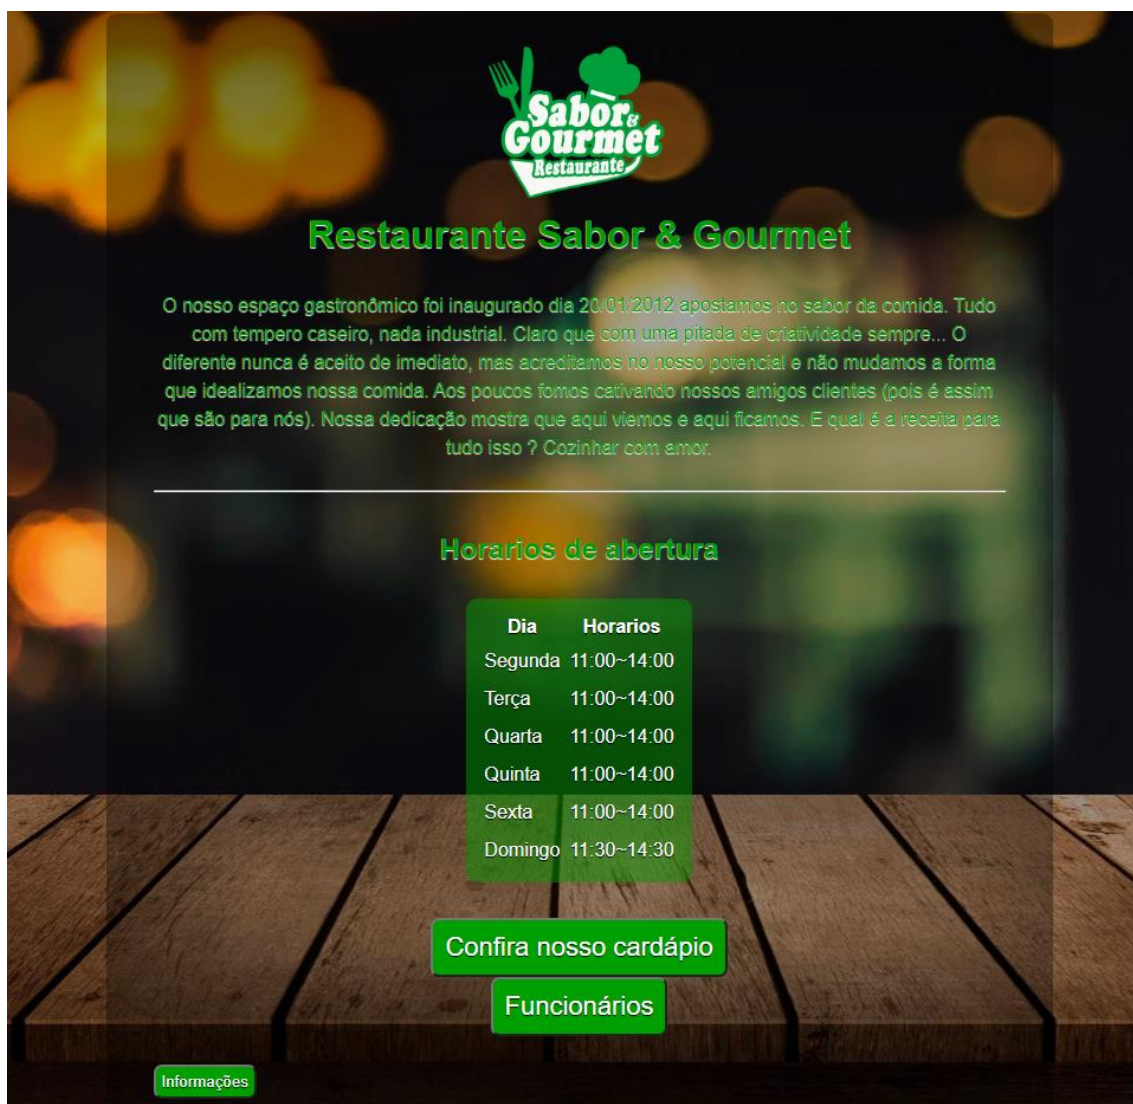 Sabor &
Gourmet
Restaurante
Restaurante Sabor & Gourmet
O nosso espaço gastronômico foi inaugurado dia 20/01/2012 apostamos no sabor da comida. Tudo
com tempero caseiro, nada industrial. Claro que com uma pitada de criatividade sempre... O
diferente nunca é aceito de imediato, mas acreditamos no nosso potencial e não mudamos a forma
que idealizamos nossa comida. Aos poucos fomos cativando nossos amigos clientes (pois é assim
que são para nós). Nossa dedicação mostra que aqui viemos e aqui ficamos. E qual é a receita para
tudo isso ? Cozinhar com amor.
Horarios de abertura
Dia Horarios
Segunda 11:00~14:00
Terça 11:00~14:00
Quarta 11:00~14:00
Quinta 11:00~14:00
Sexta 11:00~14:00
Domingo 11:30~14:30
Confira nosso cardápio
Funcionários
Informações